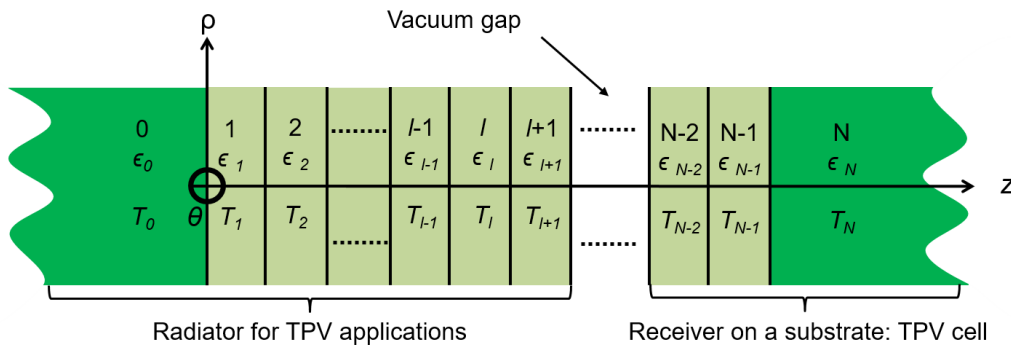 ρ
Vacuum gap
0 1 2 ......... l-1 l l+1 ......... N-2 N-1 N
ϵ0 ϵ1 ϵ2 ϵl-1 ϵl ϵl+1 ϵN-2 ϵN-1 ϵN
z
T0 θ T1 T2 ......... Tl-1 Tl Tl+1 ......... TN-2 TN-1 TN
Radiator for TPV applications
Receiver on a substrate: TPV cell